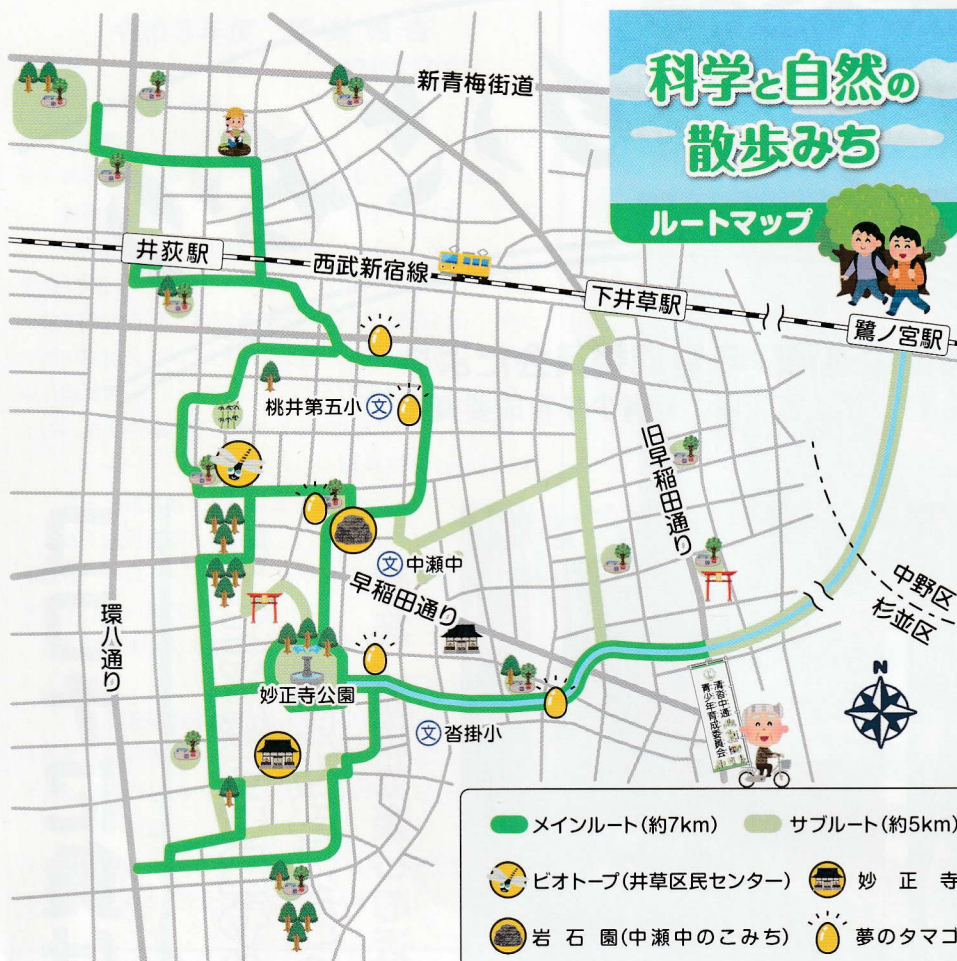 科学と自然の
散歩みち
ルートマップ
新青梅街道
井荻駅
西武新宿線
下井草駅
鷺ノ宮駅
桃井第五小
文
旧早稲田通り
文
中瀬中
早稲田通り
中野区
杉並区
環八通り
妙正寺公園
文
沓掛小
清沓中通
青少年育成委員会
N
メインルート(約7km)
サブルート(約5km)
ビオトープ(井草区民センター)
妙正寺
岩石園(中瀬中のこみち)
夢のタマゴ